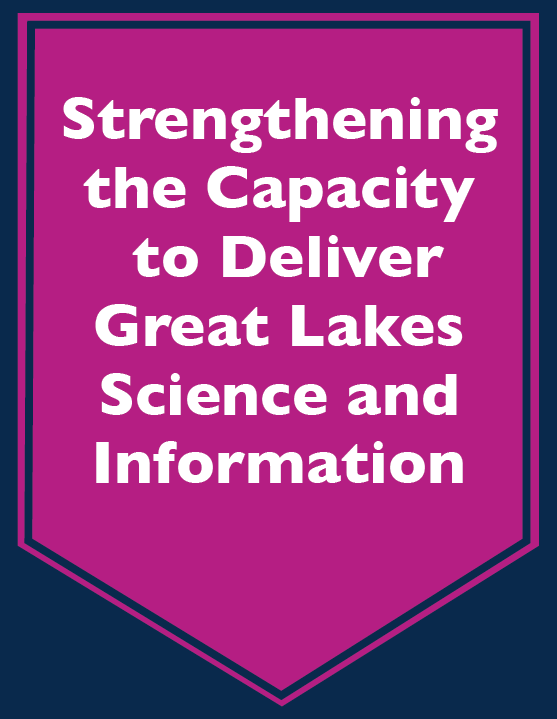 Strengthening
the Capacity
to Deliver
Great Lakes
Science and
Information